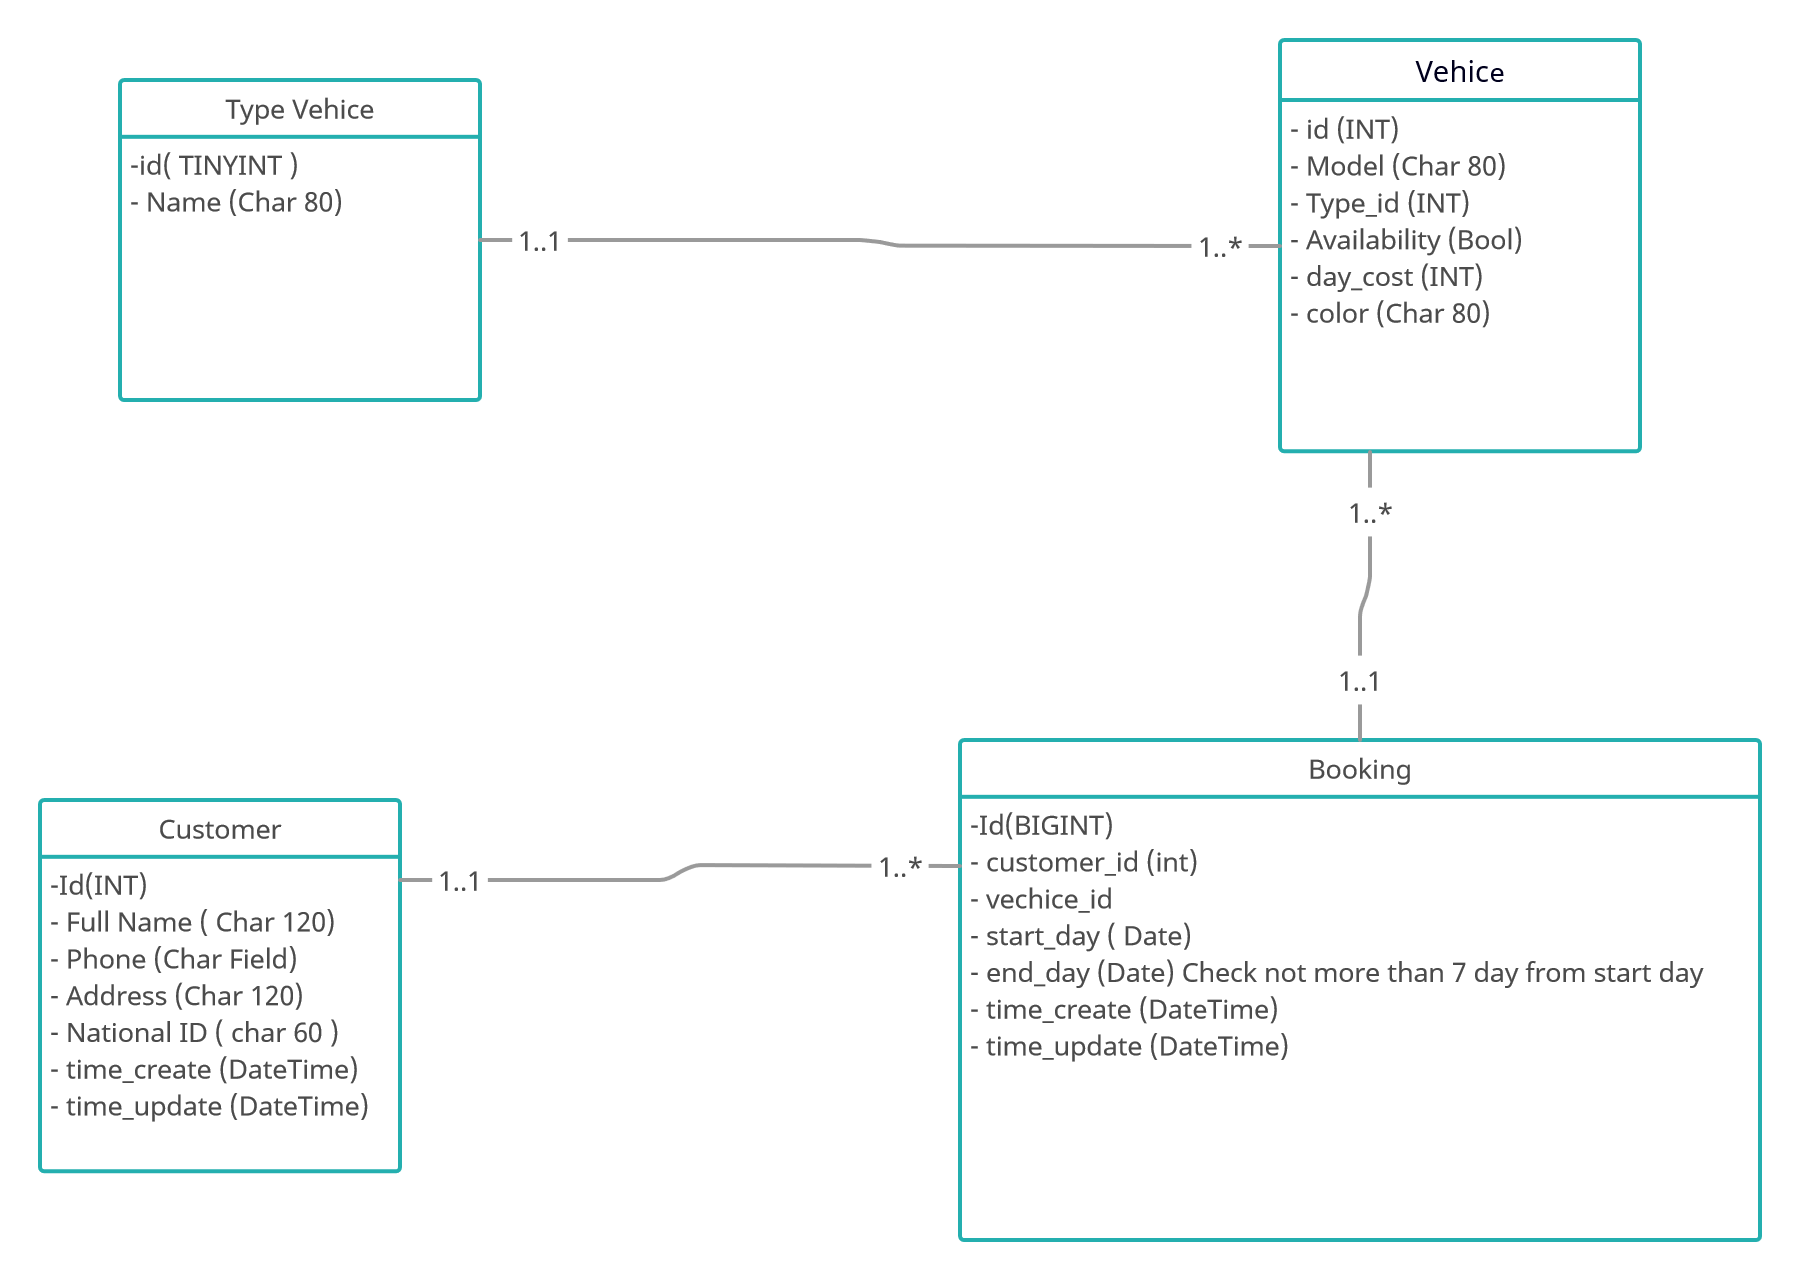 Type Vehice
-id( TINYINT )
- Name (Char 80)
1..1
1..*
Vehice
- id (INT)
- Model (Char 80)
- Type_id (INT)
- Availability (Bool)
- day_cost (INT)
- color (Char 80)
1..*
1..1
Customer
-Id(INT)
- Full Name ( Char 120)
- Phone (Char Field)
- Address (Char 120)
- National ID ( char 60 )
- time_create (DateTime)
- time_update (DateTime)
1..1
1..*
Booking
-Id(BIGINT)
- customer_id (int)
- vechice_id
- start_day ( Date)
- end_day (Date) Check not more than 7 day from start day
- time_create (DateTime)
- time_update (DateTime)